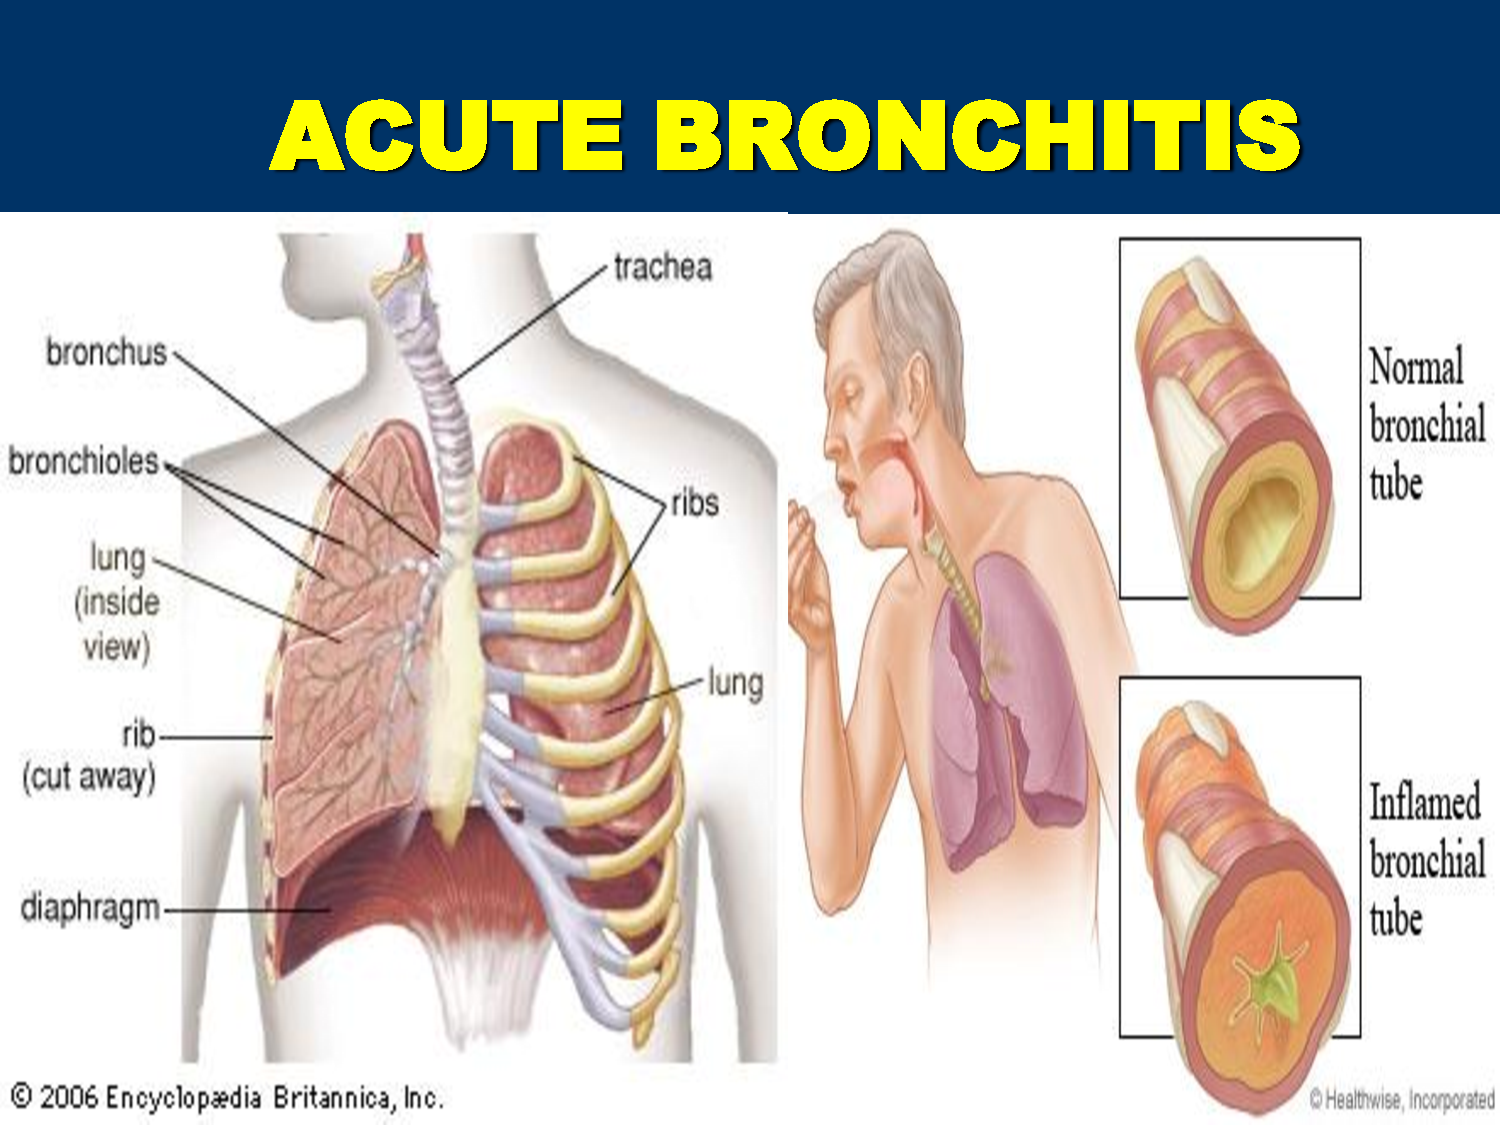 ACUTE BRONCHITIS
trachea
bronchus
bronchioles
ribs
lung
(inside
view)
lung
rib
(cut away)
diaphragm
© 2006 Encyclopædia Britannica, Inc.
Normal
bronchial
tube
Inflamed
bronchial
tube
© Healthwise, Incorporated